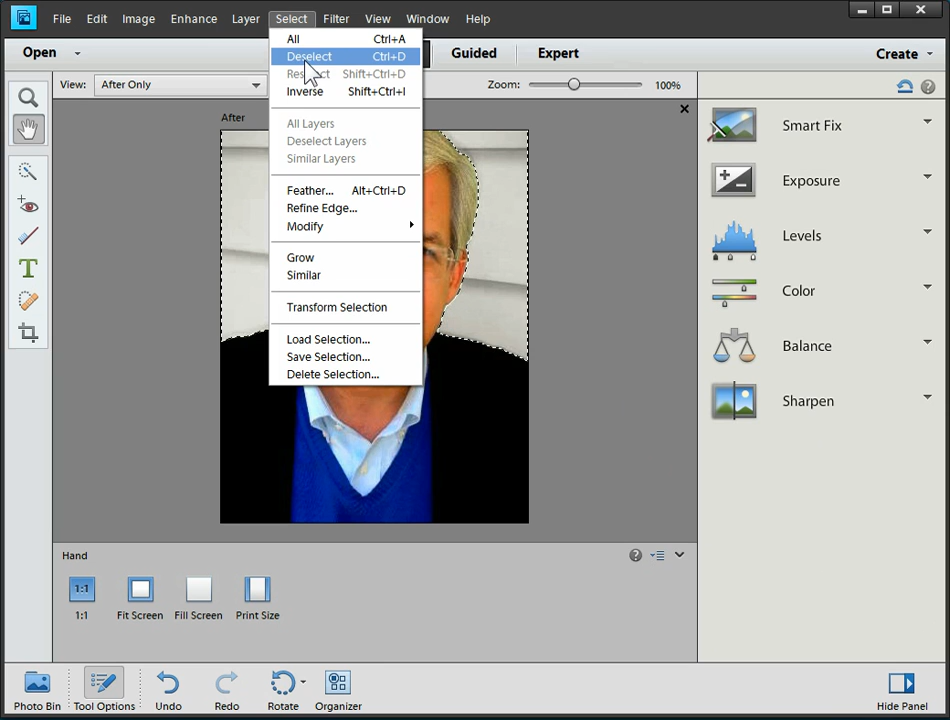 File Edit Image Enhance Layer Select Filter View Window Help
Open Guided Expert Create
View: After Only Zoom: 100%
After
All Ctrl+A
Deselect Ctrl+D
Reselect Shift+Ctrl+D
Inverse Shift+Ctrl+I
All Layers
Deselect Layers
Similar Layers
Feather... Alt+Ctrl+D
Refine Edge...
Modify
Grow
Similar
Transform Selection
Load Selection...
Save Selection...
Delete Selection...
T
Smart Fix
Exposure
Levels
Color
Balance
Sharpen
Hand
1:1
1:1 Fit Screen Fill Screen Print Size
Photo Bin Tool Options Undo Redo Rotate Organizer Hide Panel